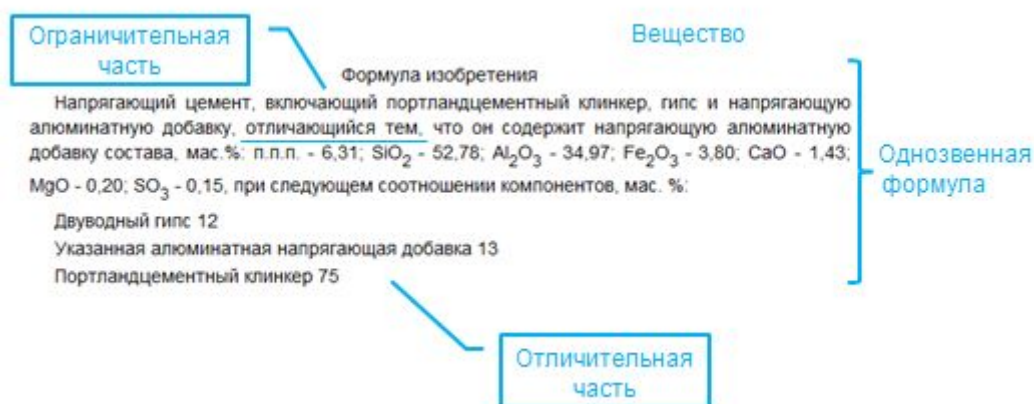 Ограничительная
часть
Вещество
Формула изобретения
Напрягающий цемент, включающий портландцементный клинкер, гипс и напрягающую
алюминатную добавку, отличающийся тем, что он содержит напрягающую алюминатную
добавку состава, мас.%: п.п.п. - 6,31; SiO₂ - 52,78; Al₂O₃ - 34,97; Fe₂O₃ - 3,80; CaO - 1,43;
MgO - 0,20; SO₃ - 0,15, при следующем соотношении компонентов, мас. %:
Двуводный гипс 12
Указанная алюминатная напрягающая добавка 13
Портландцементный клинкер 75
Однозвенная
формула
Отличительная
часть